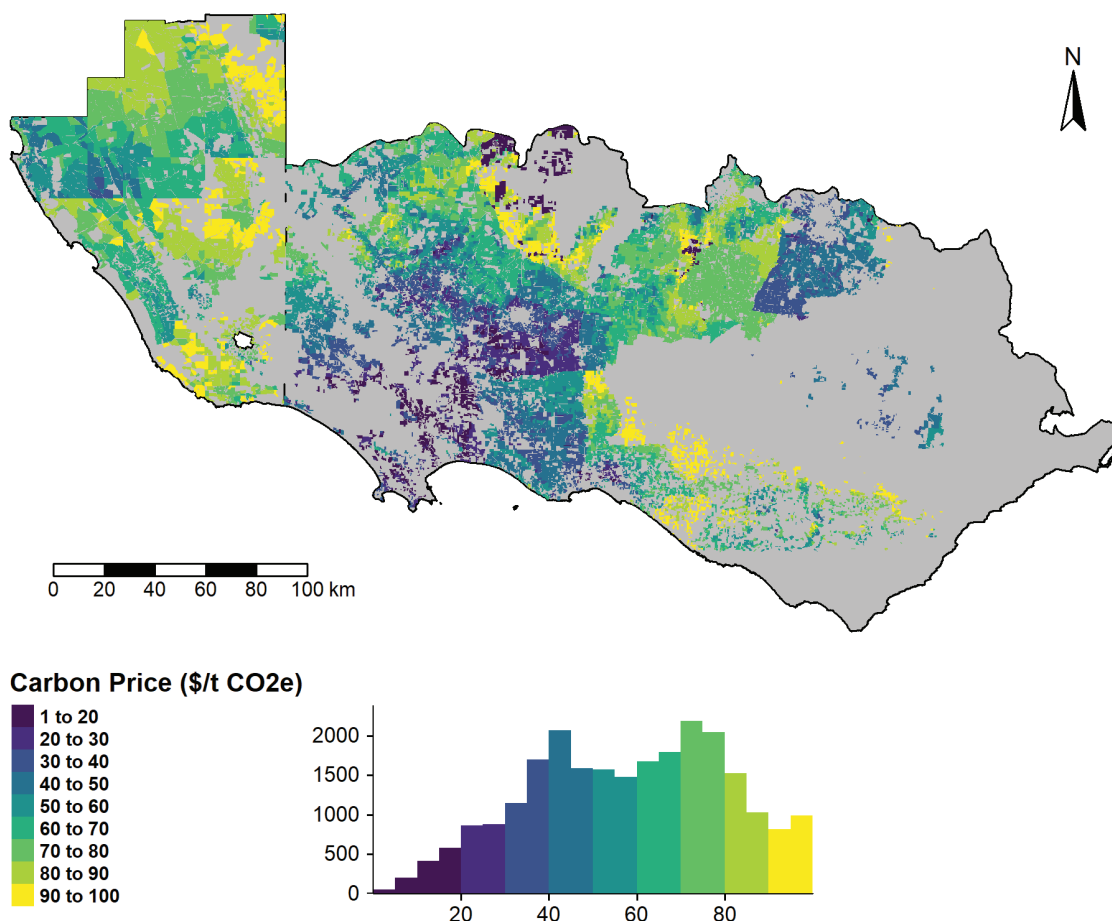 N
0 20 40 60 80 100 km
Carbon Price ($/t CO2e)
1 to 20
20 to 30
30 to 40
40 to 50
50 to 60
60 to 70
70 to 80
80 to 90
90 to 100
2000
1500
1000
500
0
20 40 60 80